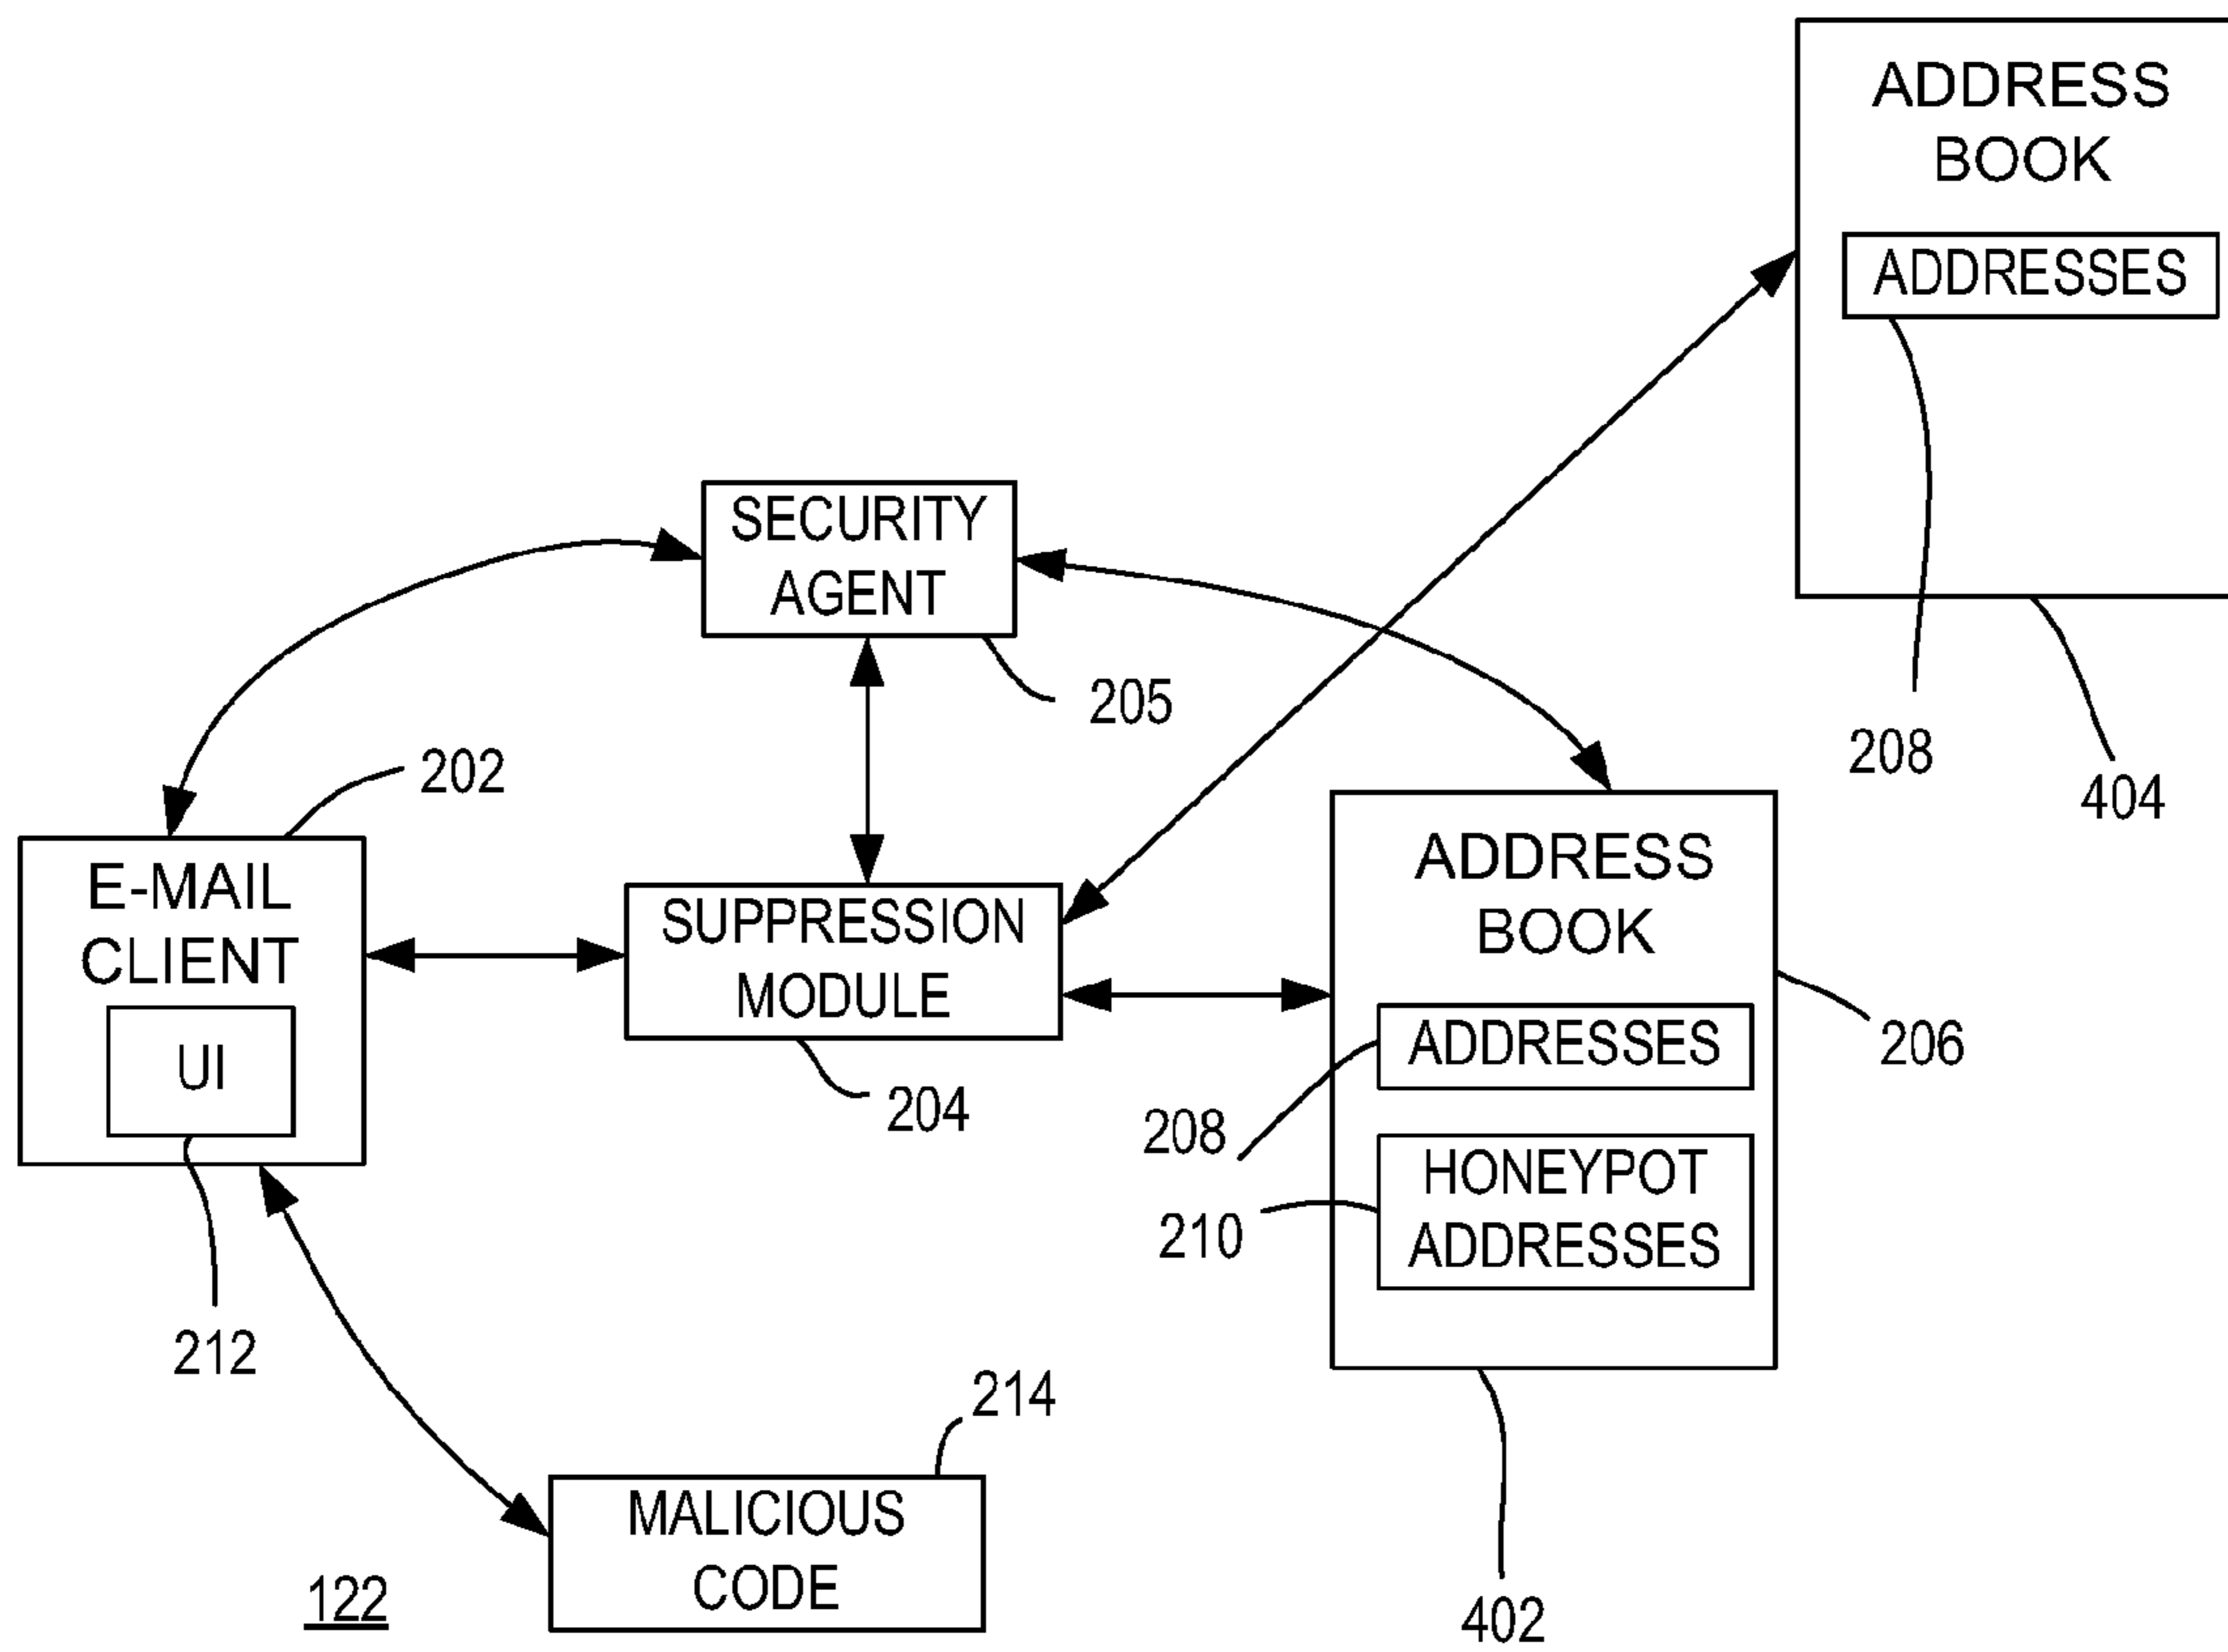 ADDRESS
BOOK
ADDRESSES
208
404
SECURITY
AGENT
205
202
E-MAIL
CLIENT
UI
212
SUPPRESSION
MODULE
204
ADDRESS
BOOK
206
ADDRESSES
208
HONEYPOT
ADDRESSES
210
402
214
MALICIOUS
CODE
122